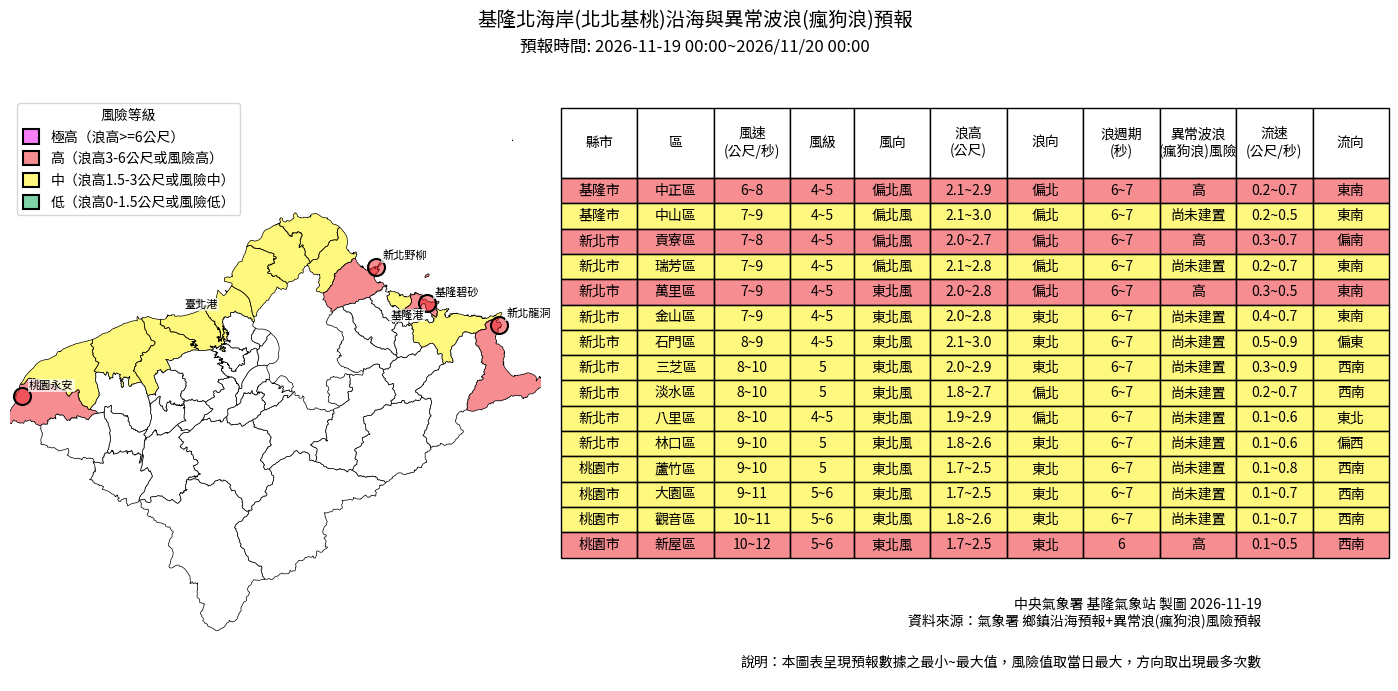 基隆北海岸(北北基桃)沿海與異常波浪(瘋狗浪)預報
預報時間: 2026-11-19 00:00~2026/11/20 00:00
風險等級
極高（浪高>=6公尺）
高（浪高3-6公尺或風險高）
中（浪高1.5-3公尺或風險中）
低（浪高0-1.5公尺或風險低）
新北野柳
基隆碧砂
臺北港
基隆港
新北龍洞
桃園永安
縣市 區 風速(公尺/秒) 風級 風向 浪高(公尺) 浪向 浪週期(秒) 異常波浪(瘋狗浪)風險 流速(公尺/秒) 流向
基隆市 中正區 6~8 4~5 偏北風 2.1~2.9 偏北 6~7 高 0.2~0.7 東南
基隆市 中山區 7~9 4~5 偏北風 2.1~3.0 偏北 6~7 尚未建置 0.2~0.5 東南
新北市 貢寮區 7~8 4~5 偏北風 2.0~2.7 偏北 6~7 高 0.3~0.7 偏南
新北市 瑞芳區 7~9 4~5 偏北風 2.1~2.8 偏北 6~7 尚未建置 0.2~0.7 東南
新北市 萬里區 7~9 4~5 東北風 2.0~2.8 偏北 6~7 高 0.3~0.5 東南
新北市 金山區 7~9 4~5 東北風 2.0~2.8 東北 6~7 尚未建置 0.4~0.7 東南
新北市 石門區 8~9 4~5 東北風 2.1~3.0 東北 6~7 尚未建置 0.5~0.9 偏東
新北市 三芝區 8~10 5 東北風 2.0~2.9 東北 6~7 尚未建置 0.3~0.9 西南
新北市 淡水區 8~10 5 東北風 1.8~2.7 偏北 6~7 尚未建置 0.2~0.7 西南
新北市 八里區 8~10 4~5 東北風 1.9~2.9 偏北 6~7 尚未建置 0.1~0.6 東北
新北市 林口區 9~10 5 東北風 1.8~2.6 東北 6~7 尚未建置 0.1~0.6 偏西
桃園市 蘆竹區 9~10 5 東北風 1.7~2.5 東北 6~7 尚未建置 0.1~0.8 西南
桃園市 大園區 9~11 5~6 東北風 1.7~2.5 東北 6~7 尚未建置 0.1~0.7 西南
桃園市 觀音區 10~11 5~6 東北風 1.8~2.6 東北 6~7 尚未建置 0.1~0.7 西南
桃園市 新屋區 10~12 5~6 東北風 1.7~2.5 東北 6 高 0.1~0.5 西南
中央氣象署 基隆氣象站 製圖 2026-11-19
資料來源：氣象署 鄉鎮沿海預報+異常浪(瘋狗浪)風險預報
說明：本圖表呈現預報數據之最小~最大值，風險值取當日最大，方向取出現最多次數